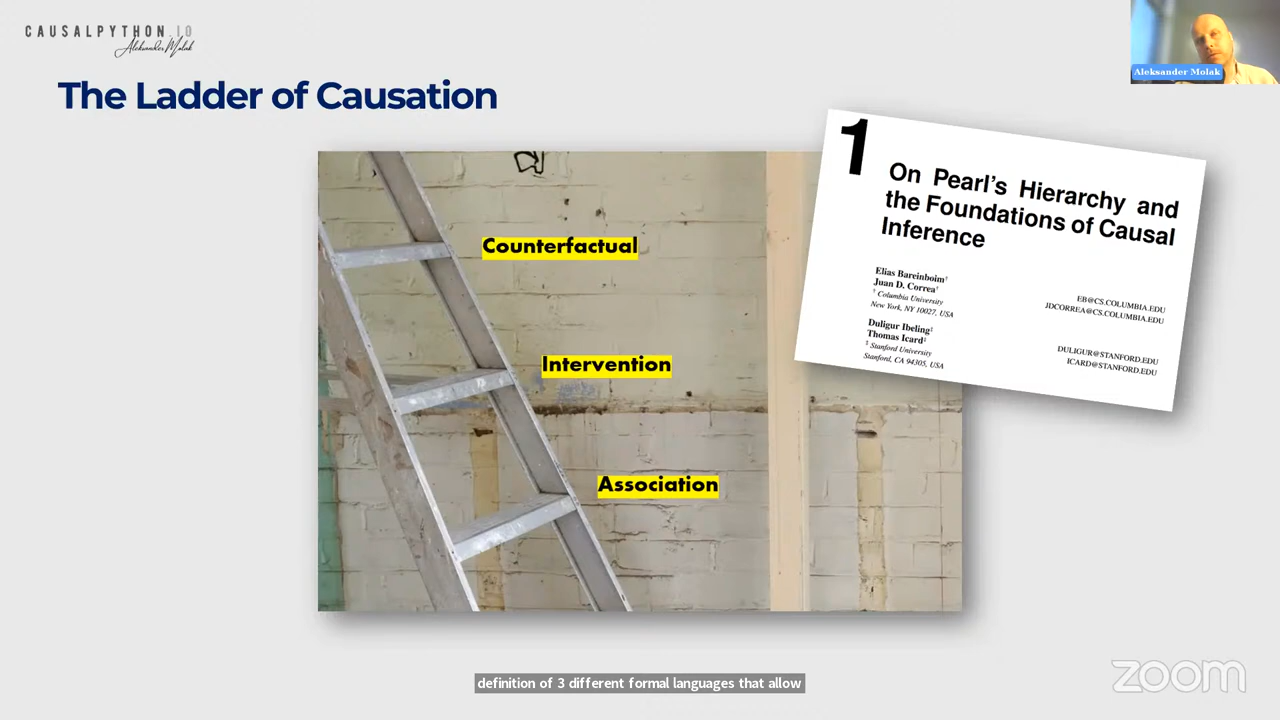 CAUSALPYTHON.IO
Aleksander Molak
Aleksander Molak
The Ladder of Causation
Counterfactual
Intervention
Association
1
On Pearl's Hierarchy and
the Foundations of Causal
Inference
Elias Bareinboim†
Juan D. Correa†
† Columbia University
New York, NY 10027, USA
EB@CS.COLUMBIA.EDU
JDCORREA@CS.COLUMBIA.EDU
Duligur Ibeling‡
Thomas Icard‡
‡ Stanford University
Stanford, CA 94305, USA
DULIGUR@STANFORD.EDU
ICARD@STANFORD.EDU
definition of 3 different formal languages that allow
zoom